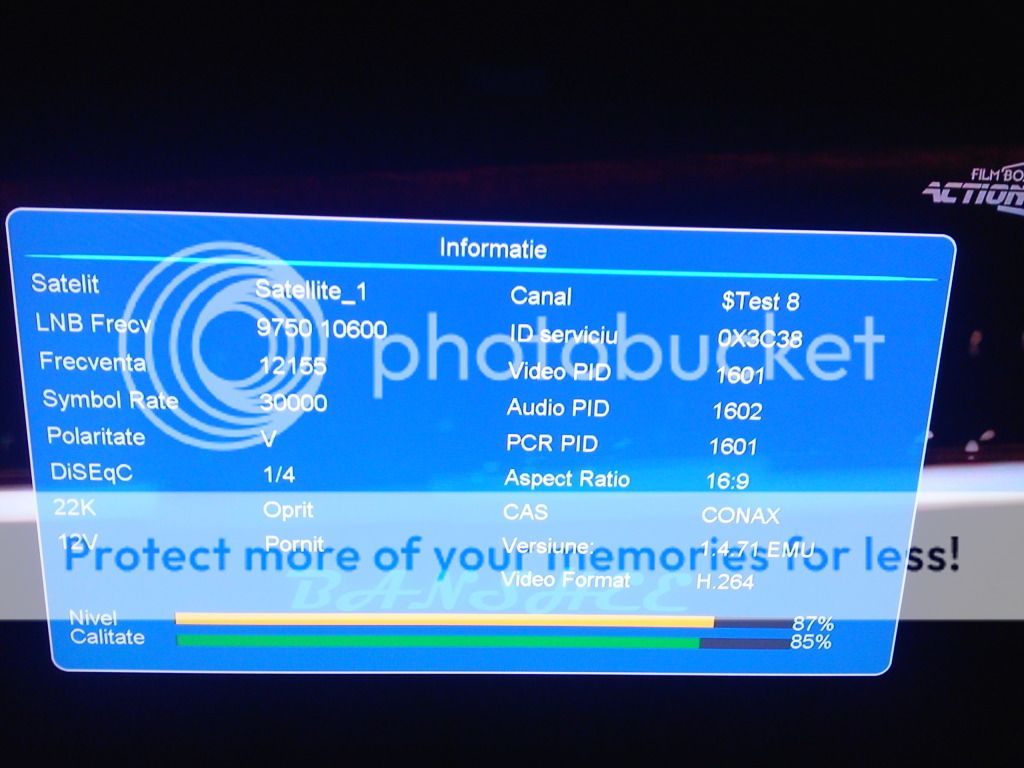 FILM BO
ACTION
Informatie
Satelit Satellite_1 Canal $Test 8
LNB Frecv 9750 10600 ID serviciu 0X3C38
Frecventa 12155 Video PID 1601
Symbol Rate 30000 Audio PID 1602
Polaritate V PCR PID 1601
DiSEqC 1/4 Aspect Ratio 16:9
22K Oprit CAS CONAX
12V Pornit Versiune: 1.4.71 EMU
Video Format H.264
BANSHEE
Nivel 87%
Calitate 85%
photobucket
Protect more of your memories for less!